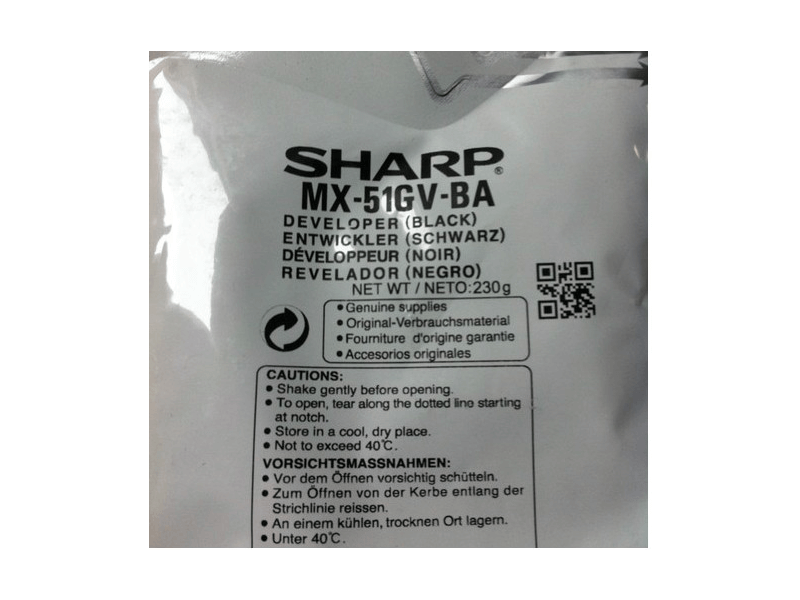 SHARP®
MX-51GV-BA
DEVELOPER (BLACK)
ENTWICKLER (SCHWARZ)
DÉVELOPPEUR (NOIR)
REVELADOR (NEGRO)
NET WT / NETO: 230g
• Genuine supplies
• Original-Verbrauchsmaterial
• Fourniture d'origine garantie
• Accesorios originales
CAUTIONS:
• Shake gently before opening.
• To open, tear along the dotted line starting
at notch.
• Store in a cool, dry place.
• Not to exceed 40℃.
VORSICHTSMASSNAHMEN:
• Vor dem Öffnen vorsichtig schütteln.
• Zum Öffnen von der Kerbe entlang der
Strichlinie reissen.
• An einem kühlen, trocknen Ort lagern.
• Unter 40℃.